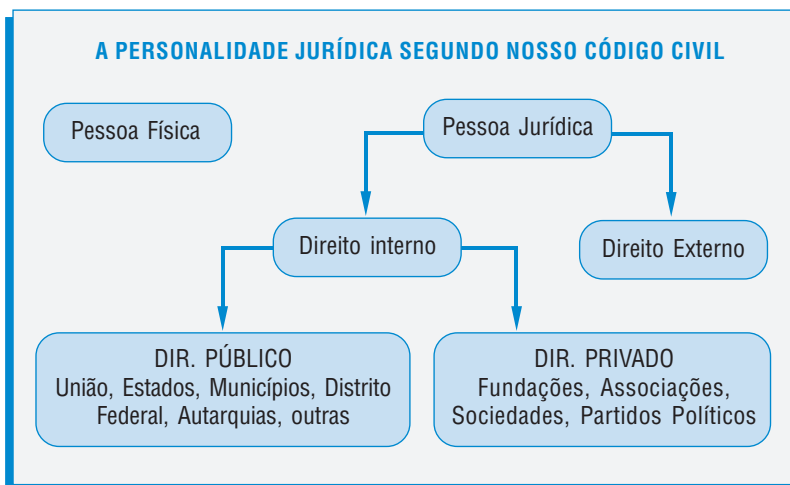 A PERSONALIDADE JURÍDICA SEGUNDO NOSSO CÓDIGO CIVIL
Pessoa Física
Pessoa Jurídica
Direito interno
Direito Externo
DIR. PÚBLICO
União, Estados, Municípios, Distrito
Federal, Autarquias, outras
DIR. PRIVADO
Fundações, Associações,
Sociedades, Partidos Políticos